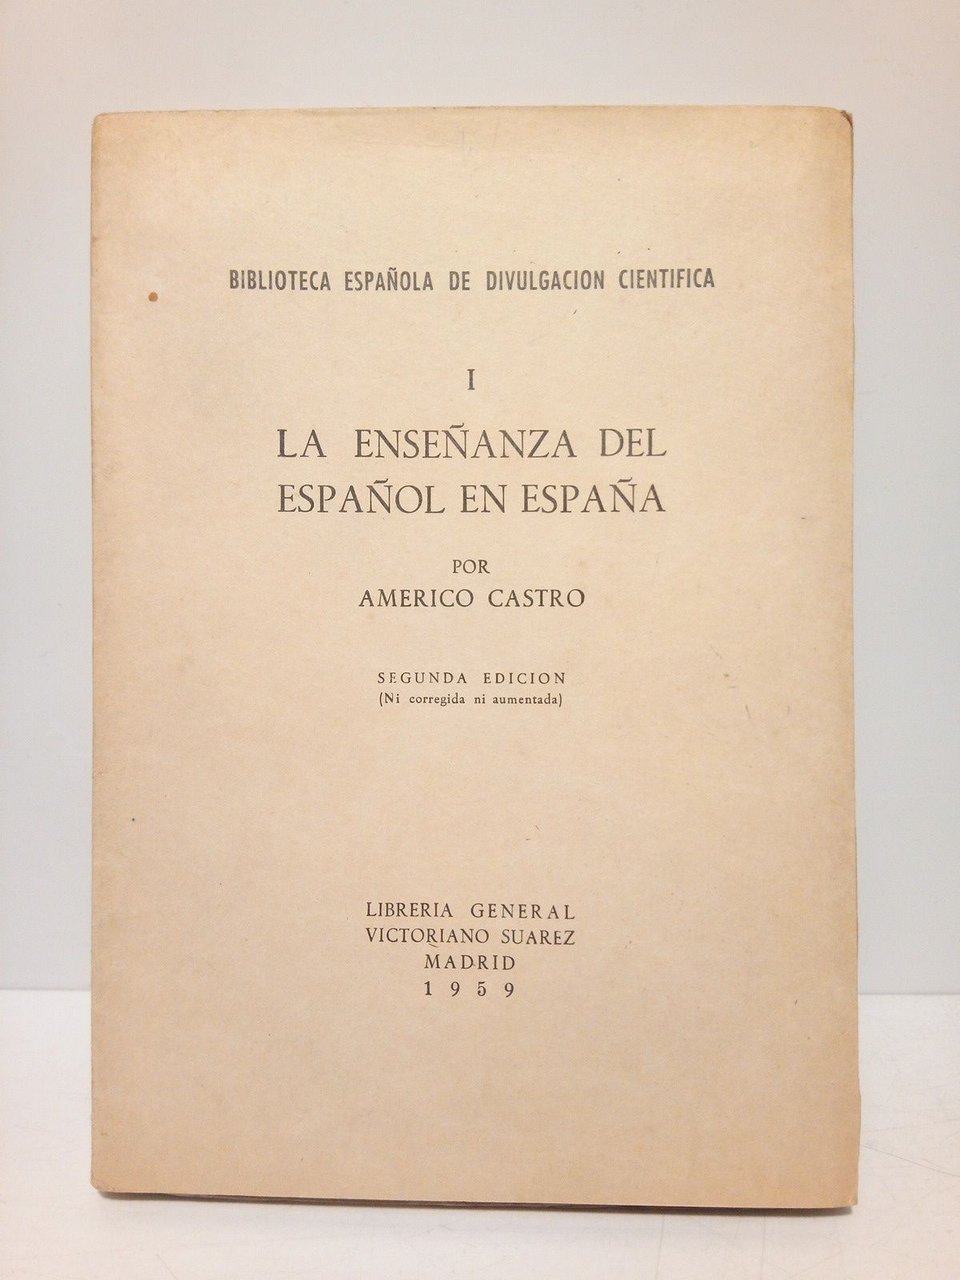 BIBLIOTECA ESPAÑOLA DE DIVULGACION CIENTIFICA
I
LA ENSEÑANZA DEL
ESPAÑOL EN ESPAÑA
POR
AMERICO CASTRO
SEGUNDA EDICION
(Ni corregida ni aumentada)
LIBRERIA GENERAL
VICTORIANO SUAREZ
MADRID
1959